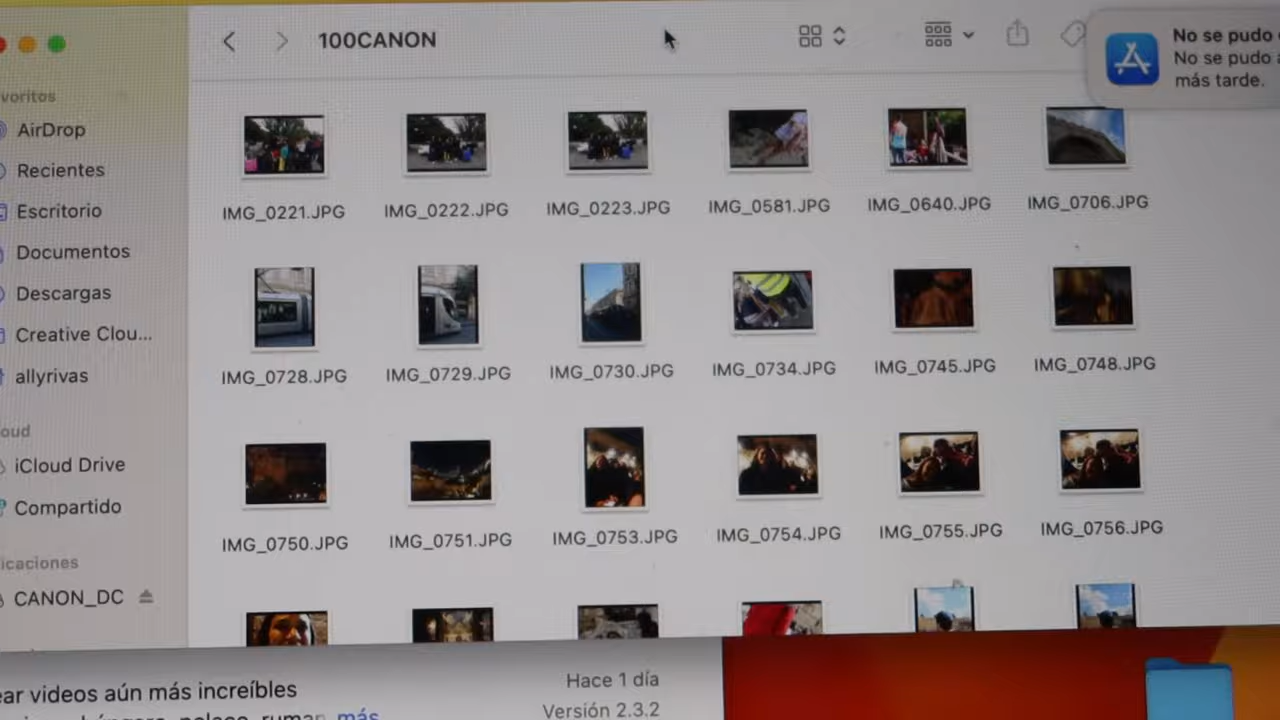 100CANON
No se pudo
No se pudo
más tarde.
voritos
AirDrop
Recientes
Escritorio
Documentos
Descargas
Creative Clou...
allyrivas
oud
iCloud Drive
Compartido
icaciones
CANON_DC
IMG_0221.JPG IMG_0222.JPG IMG_0223.JPG IMG_0581.JPG IMG_0640.JPG IMG_0706.JPG
IMG_0728.JPG IMG_0729.JPG IMG_0730.JPG IMG_0734.JPG IMG_0745.JPG IMG_0748.JPG
IMG_0750.JPG IMG_0751.JPG IMG_0753.JPG IMG_0754.JPG IMG_0755.JPG IMG_0756.JPG
ear videos aún más increíbles
Hace 1 día
más
Versión 2.3.2